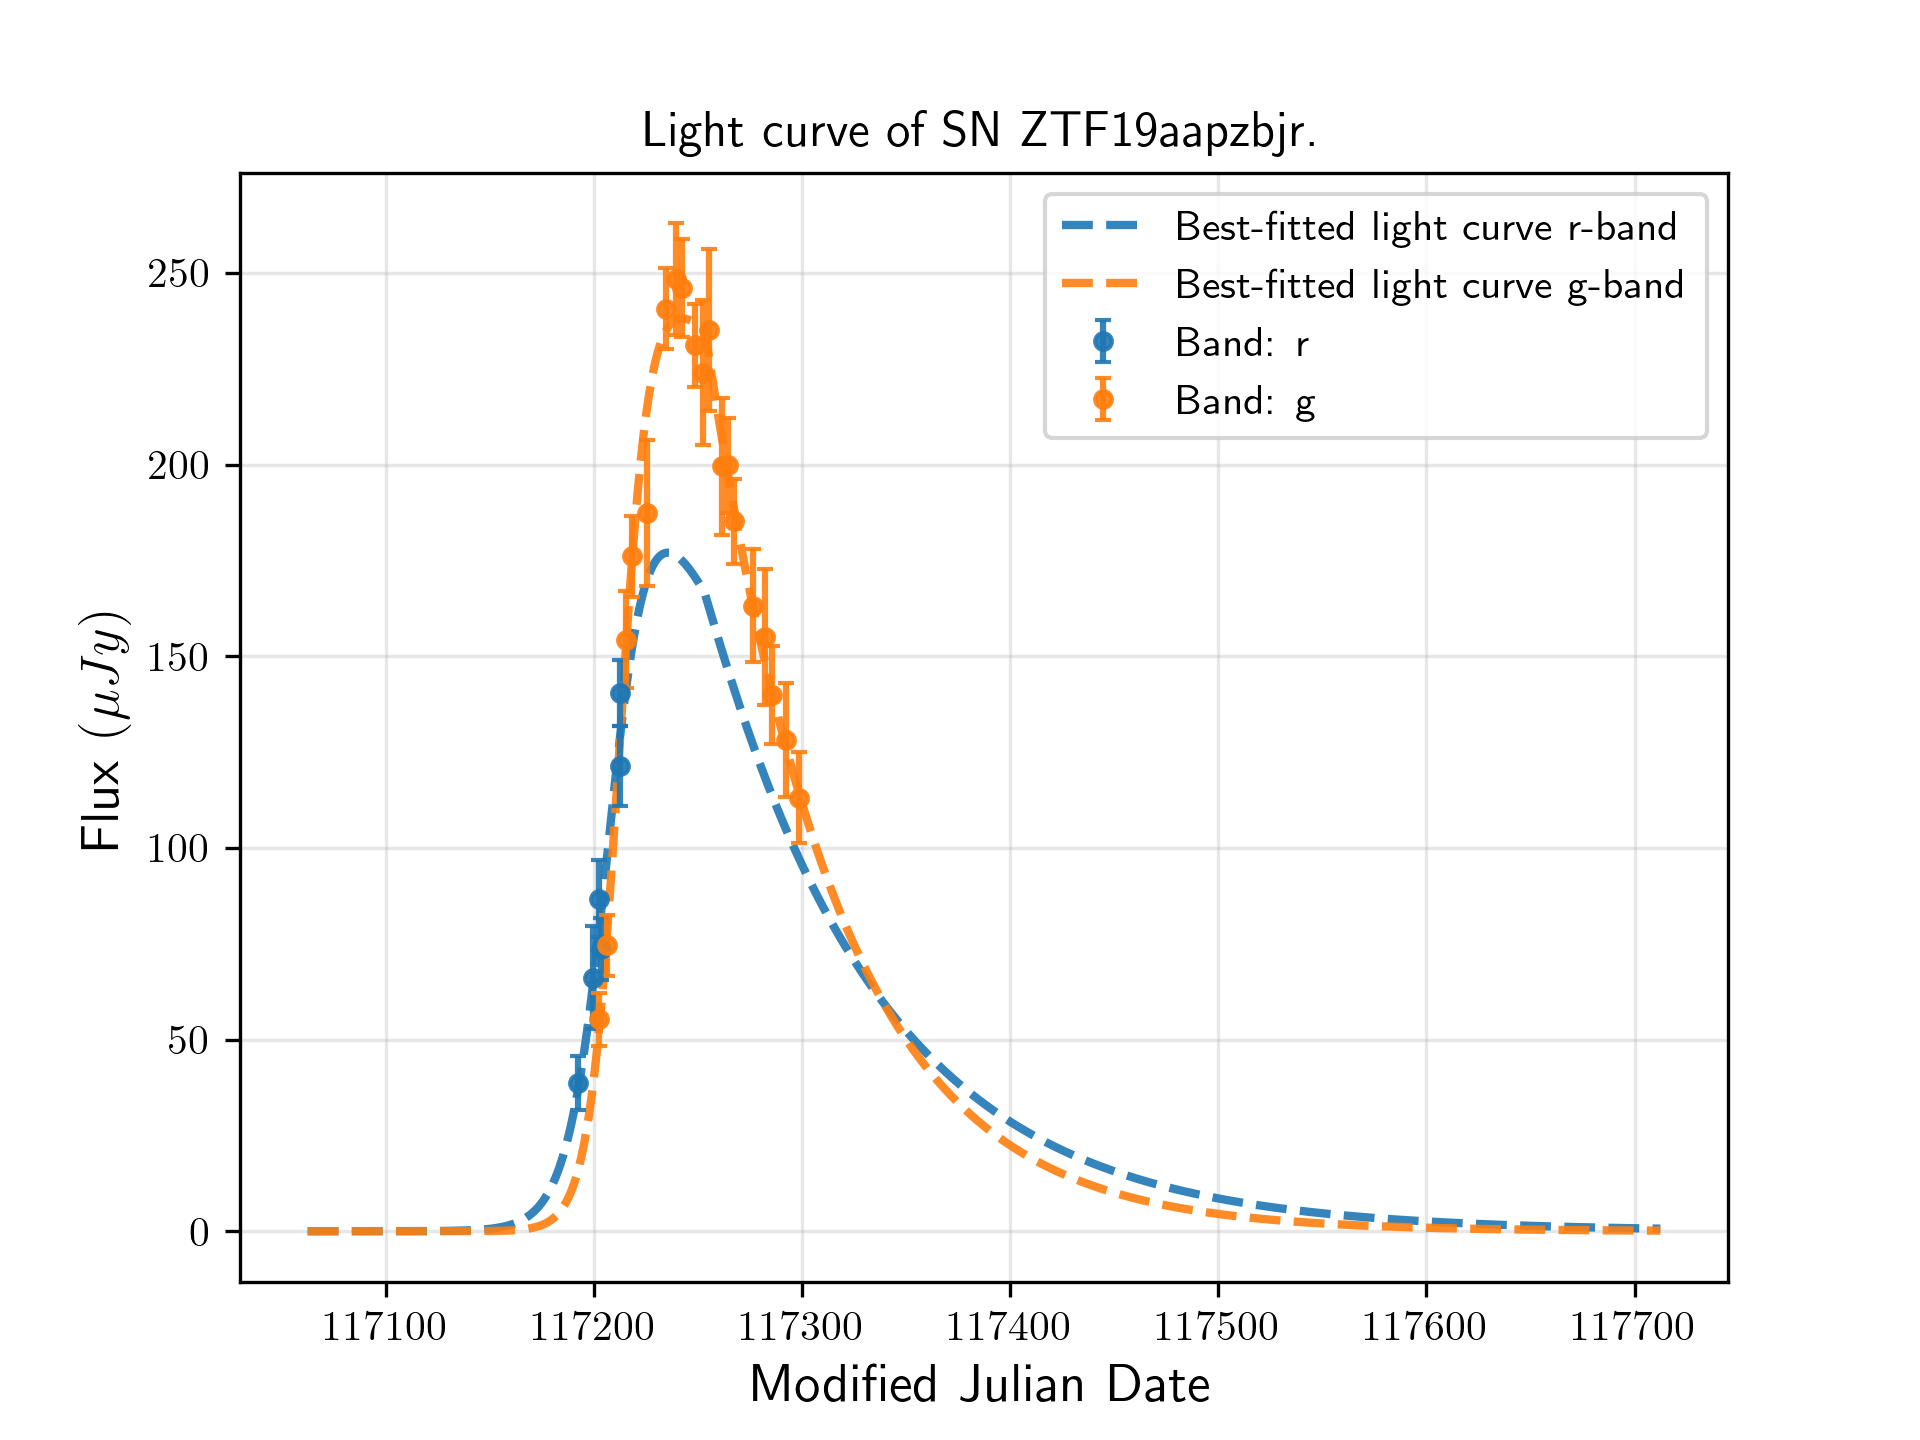 Light curve of SN ZTF19aapzbjr.
Best-fitted light curve r-band
Best-fitted light curve g-band
Band: r
Band: g
Flux (μJy)
250
200
150
100
50
0
117100 117200 117300 117400 117500 117600 117700
Modified Julian Date